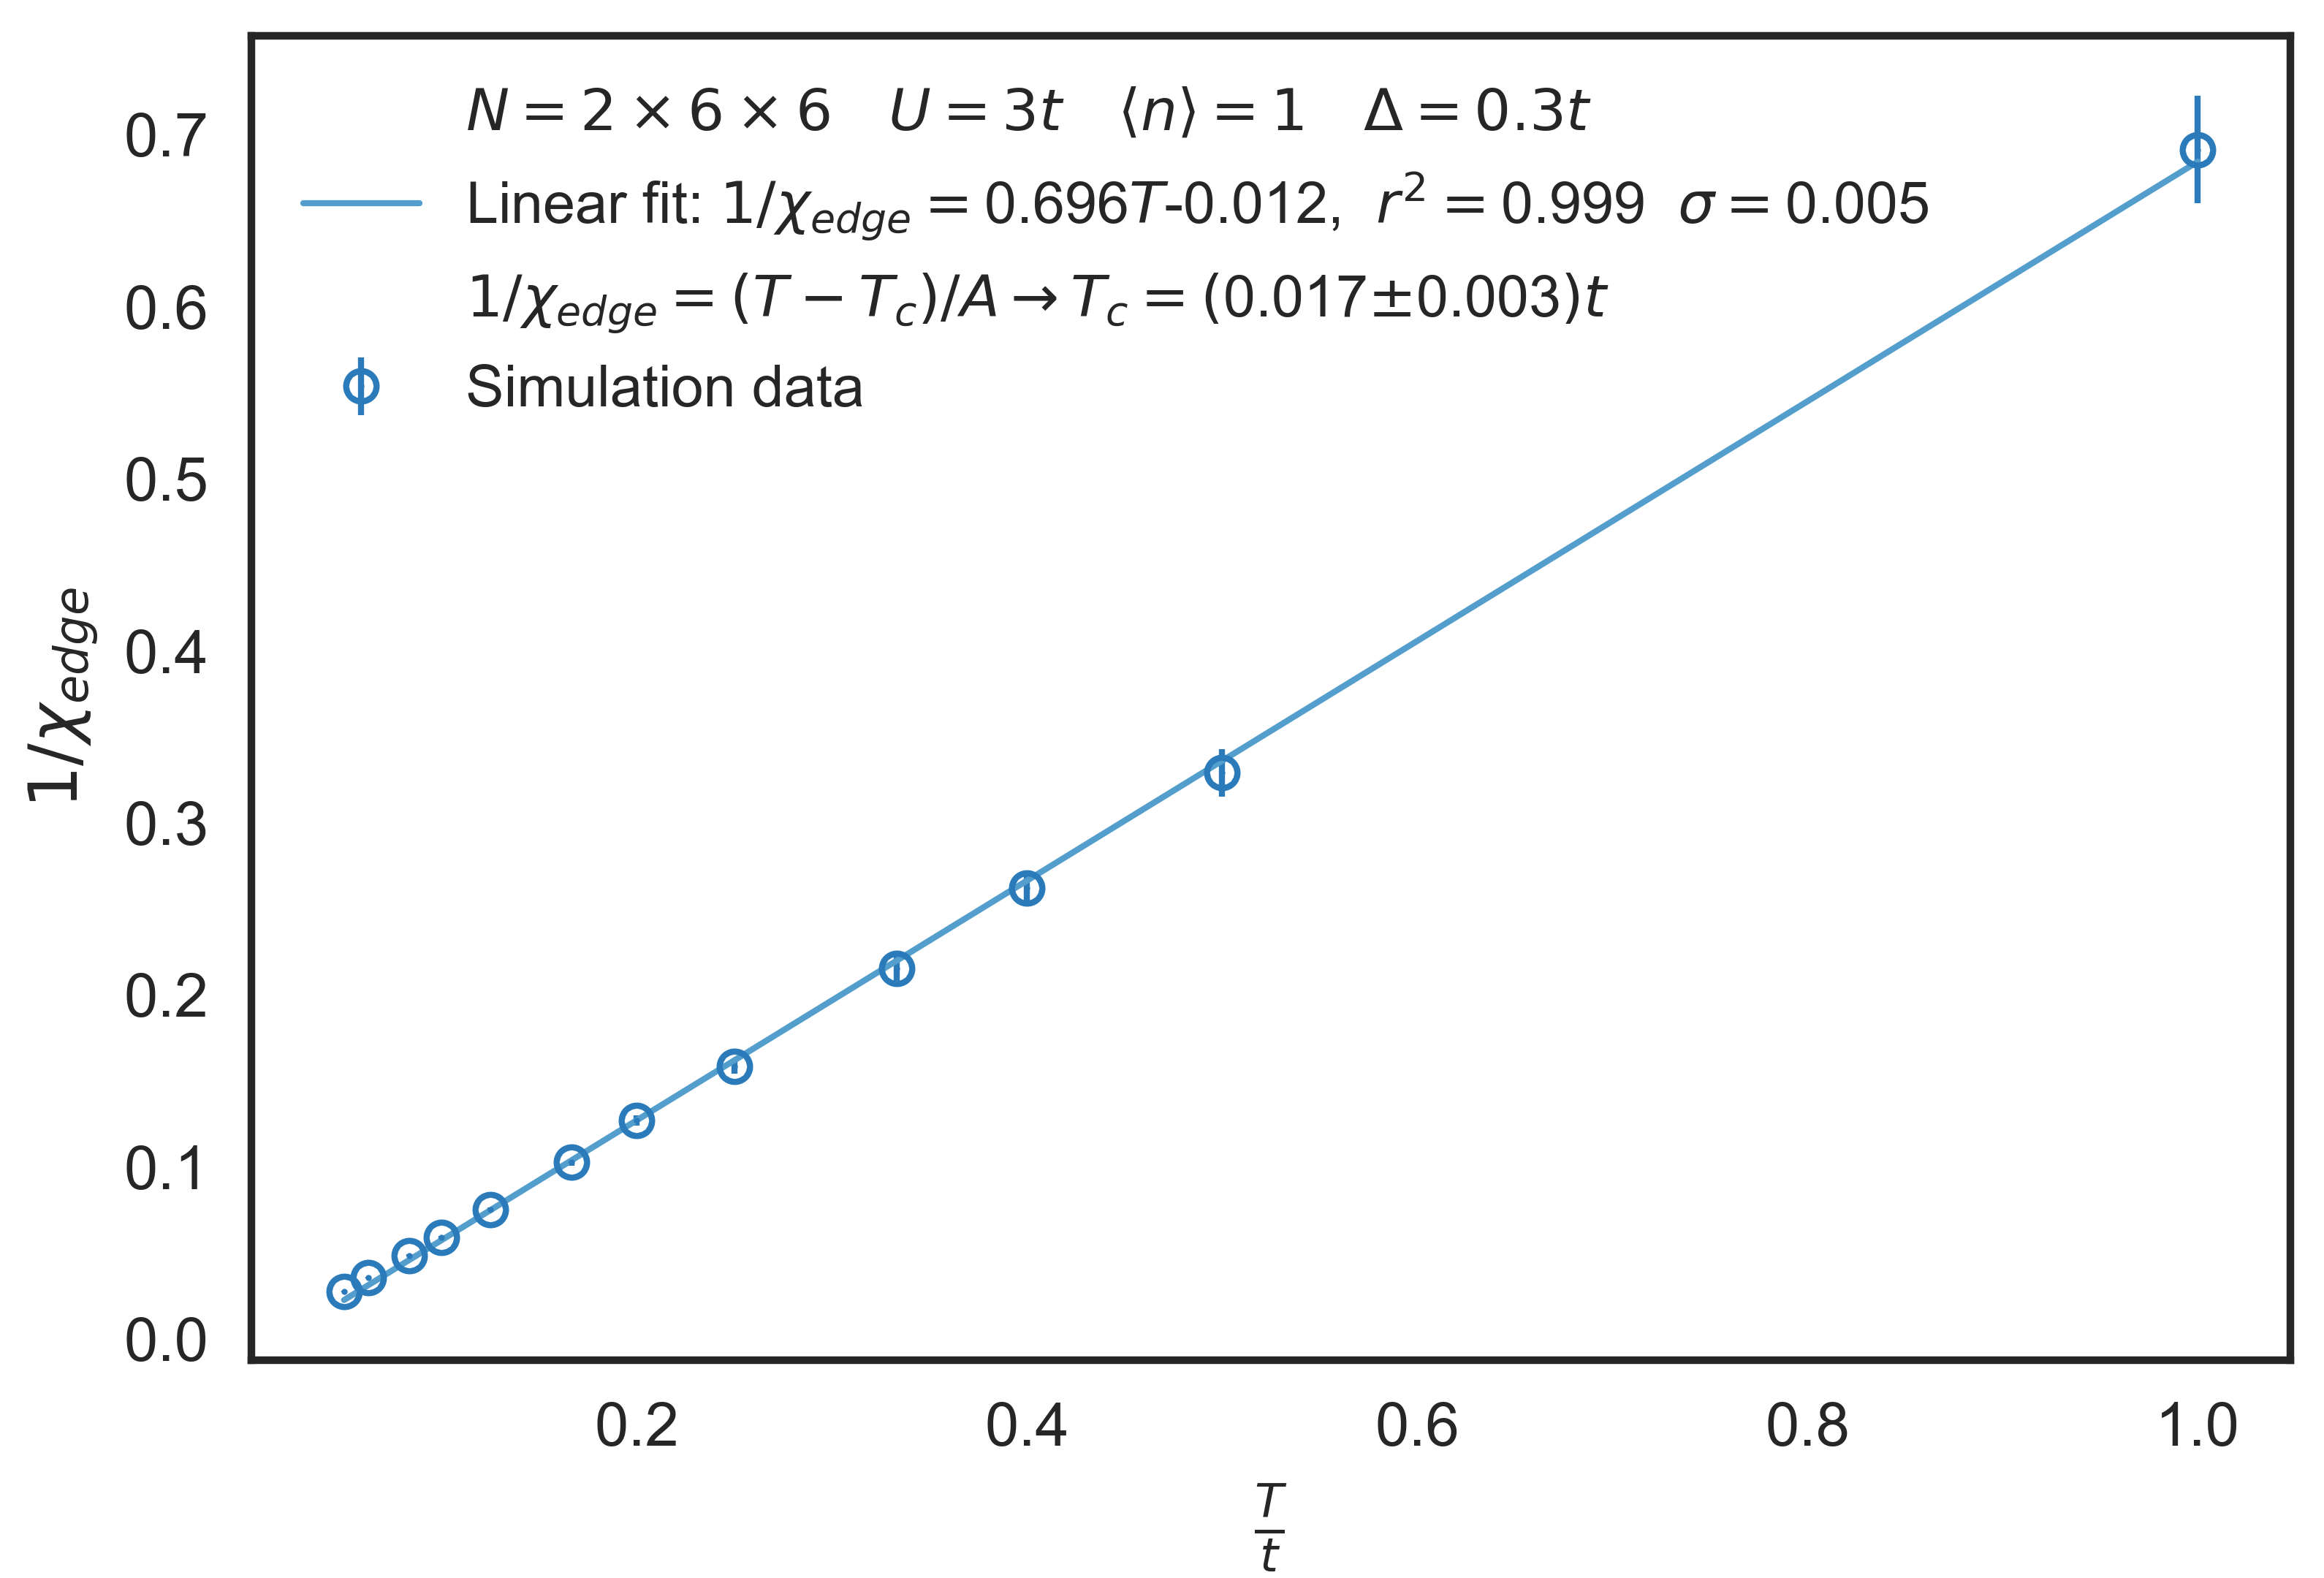 N = 2 × 6 × 6 U = 3t ⟨n⟩ = 1 Δ = 0.3t
Linear fit: 1/χ_edge = 0.696T-0.012, r² = 0.999 σ = 0.005
1/χ_edge = (T − T_c)/A → T_c = (0.017±0.003)t
Simulation data
1/χ_edge
0.7
0.6
0.5
0.4
0.3
0.2
0.1
0.0
0.2 0.4 0.6 0.8 1.0
T/t